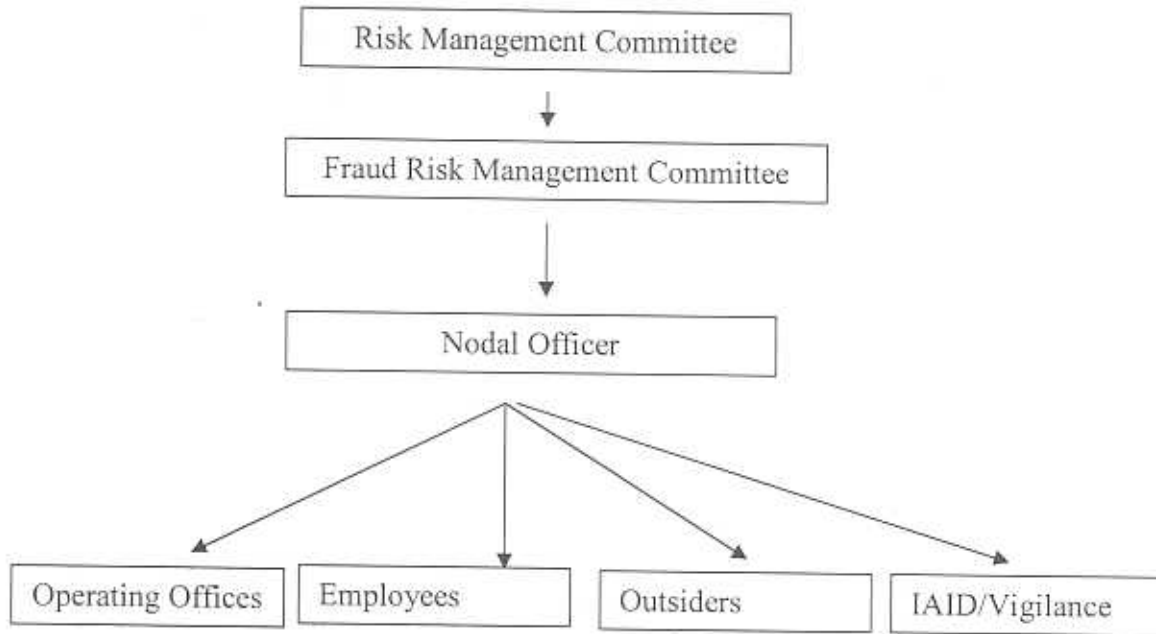 Risk Management Committee
Fraud Risk Management Committee
Nodal Officer
Operating Offices
Employees
Outsiders
IAID/Vigilance